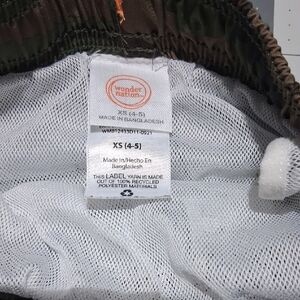 wonder
nation™
XS (4-5)
MADE IN BANGLADESH
XS (4-5)
Made In/Hecho En
Bangladesh
THIS LABEL YARN IS MADE
OUT OF 100% RECYCLED
POLYESTER MATERIALS